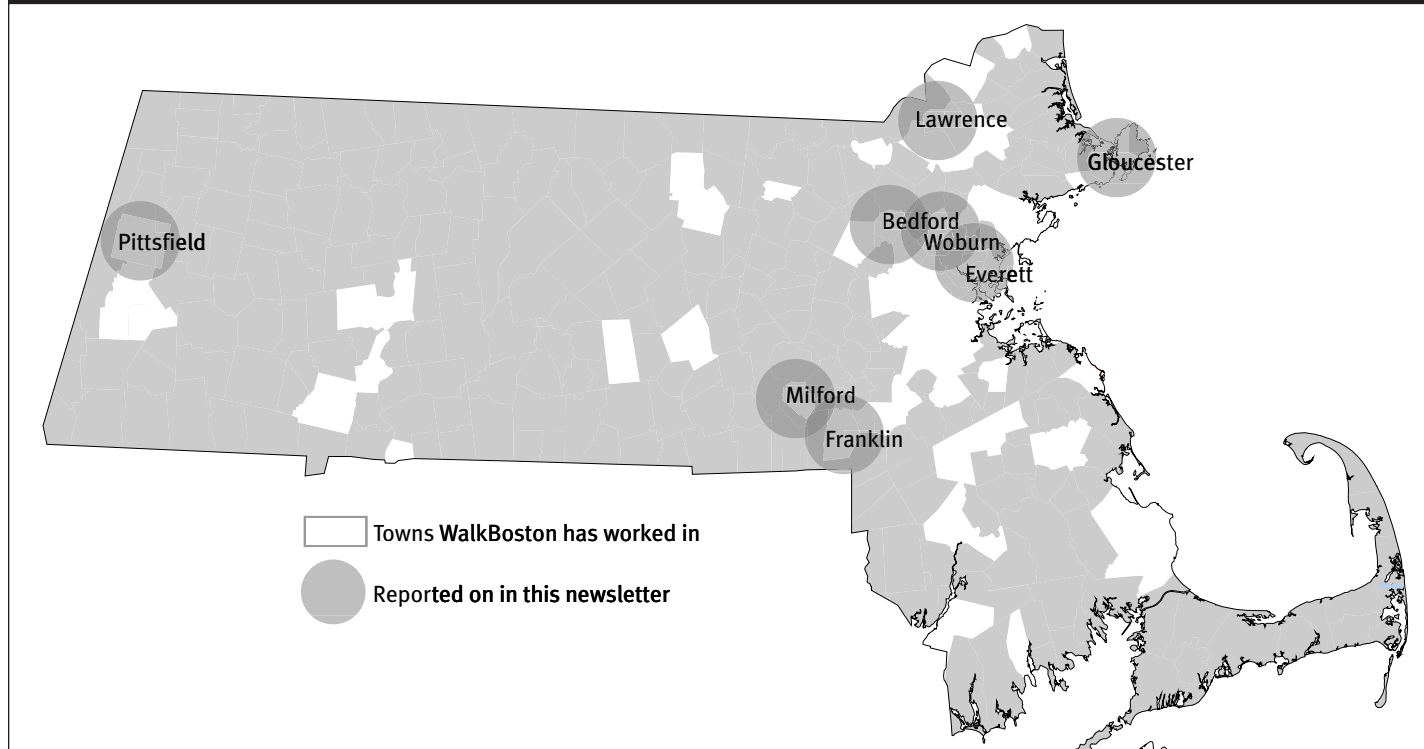 Lawrence
Gloucester
Bedford
Pittsfield
Woburn
Everett
Milford
Franklin
Towns WalkBoston has worked in
Reported on in this newsletter